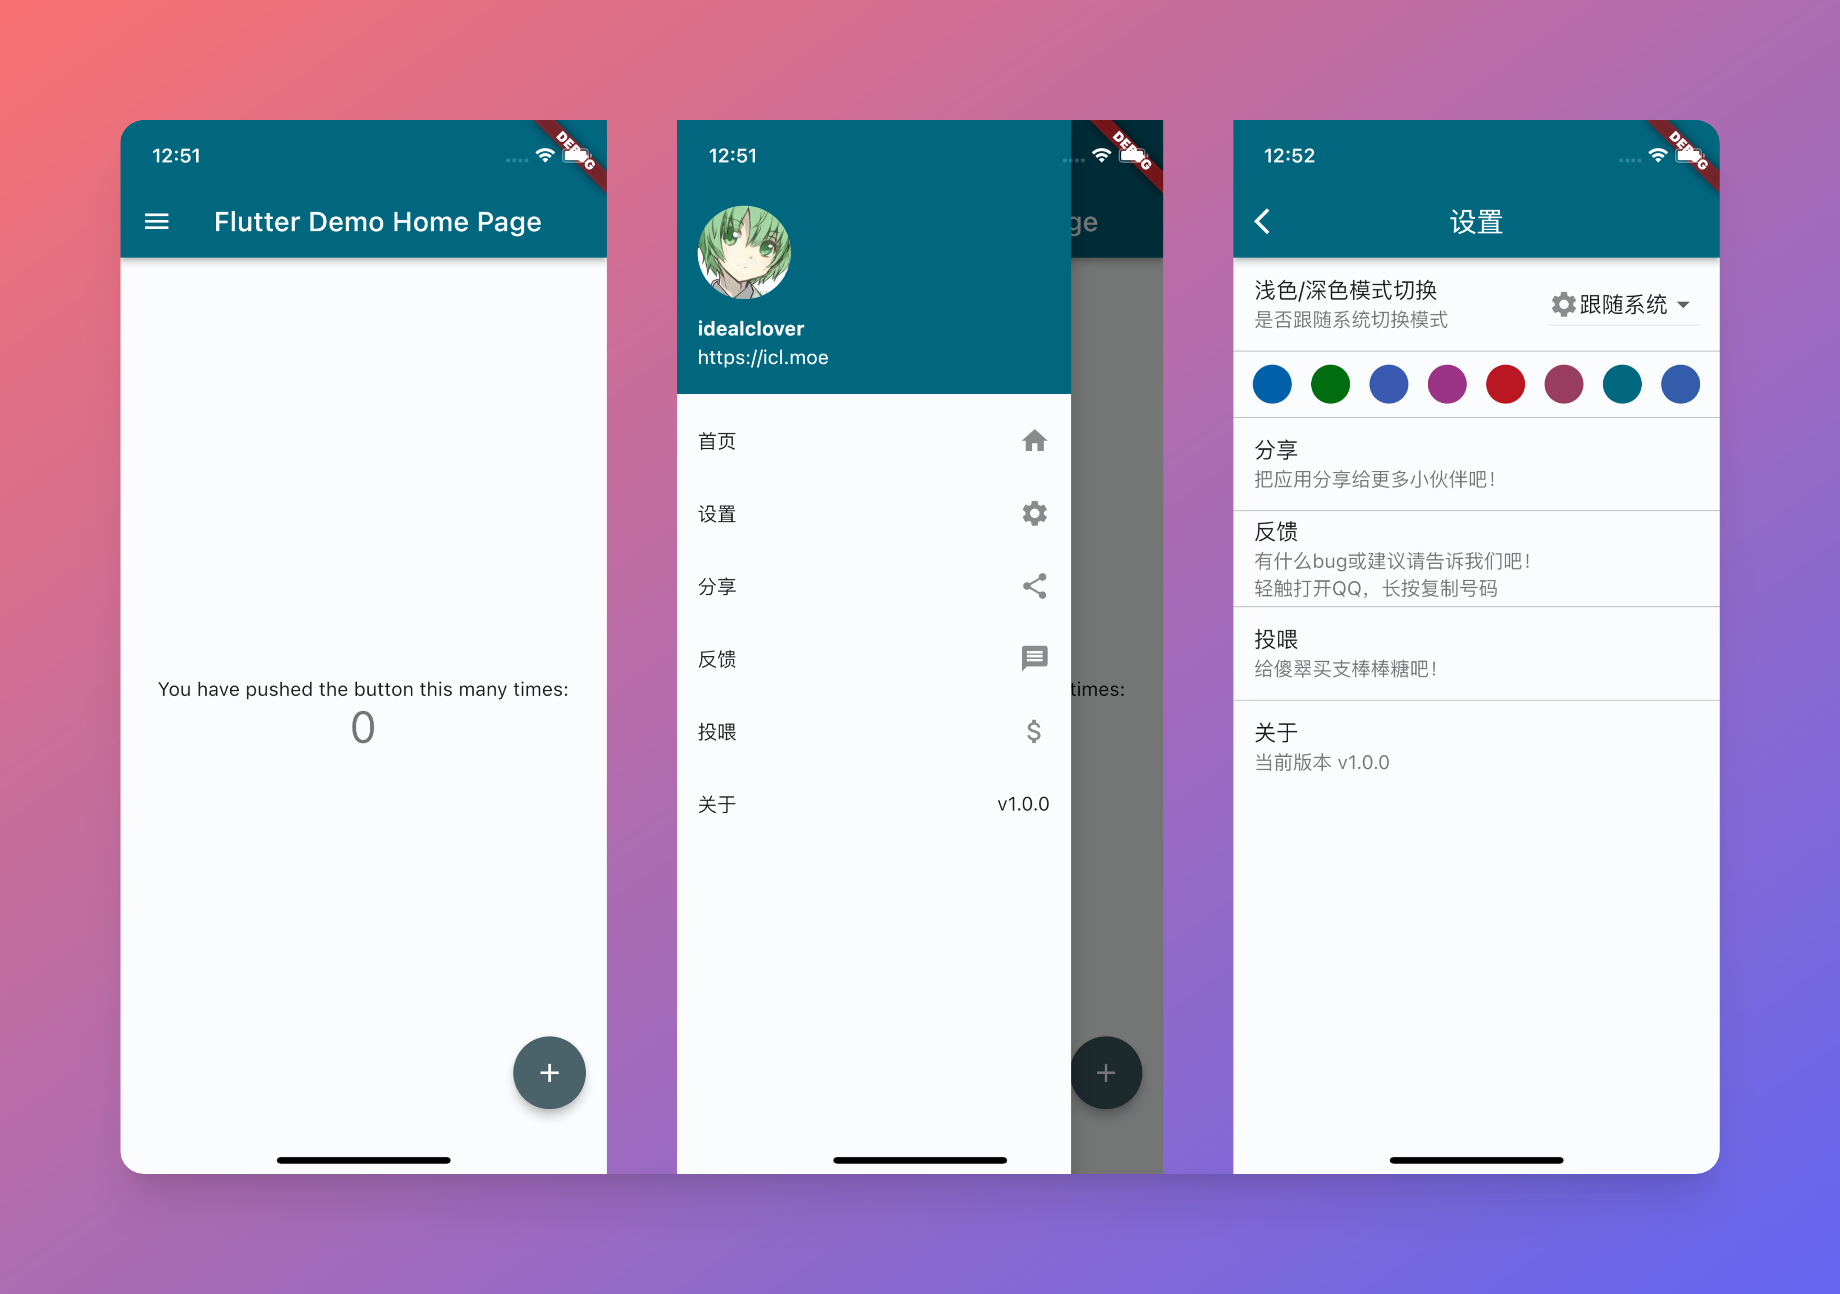 12:51
DEBUG
Flutter Demo Home Page
You have pushed the button this many times:
0
12:51
DEBUG
ge
idealclover
https://icl.moe
首页
设置
分享
反馈
投喂
$
关于 v1.0.0
times:
12:52
DEBUG
设置
浅色/深色模式切换
是否跟随系统切换模式
跟随系统
分享
把应用分享给更多小伙伴吧!
反馈
有什么bug或建议请告诉我们吧!
轻触打开QQ，长按复制号码
投喂
给傻翠买支棒棒糖吧!
关于
当前版本 v1.0.0